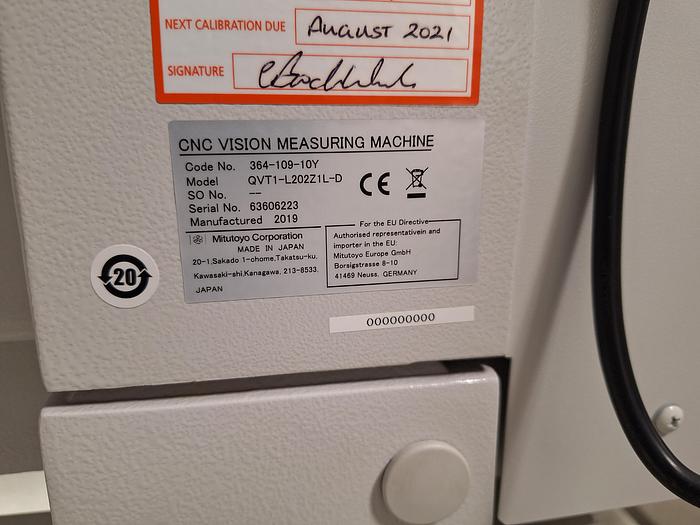 NEXT CALIBRATION DUE August 2021
SIGNATURE
CNC VISION MEASURING MACHINE
Code No. 364-109-10Y
Model QVT1-L202Z1L-D
SO No. --
Serial No. 63606223
Manufactured 2019
Mitutoyo Corporation
MADE IN JAPAN
20-1,Sakado 1-chome,Takatsu-ku,
Kawasaki-shi,Kanagawa, 213-8533,
JAPAN
CE
For the EU Directive
Authorised representativein and
importer in the EU:
Mitutoyo Europe GmbH
Borsigstrasse 8-10
41469 Neuss, GERMANY
20
000000000